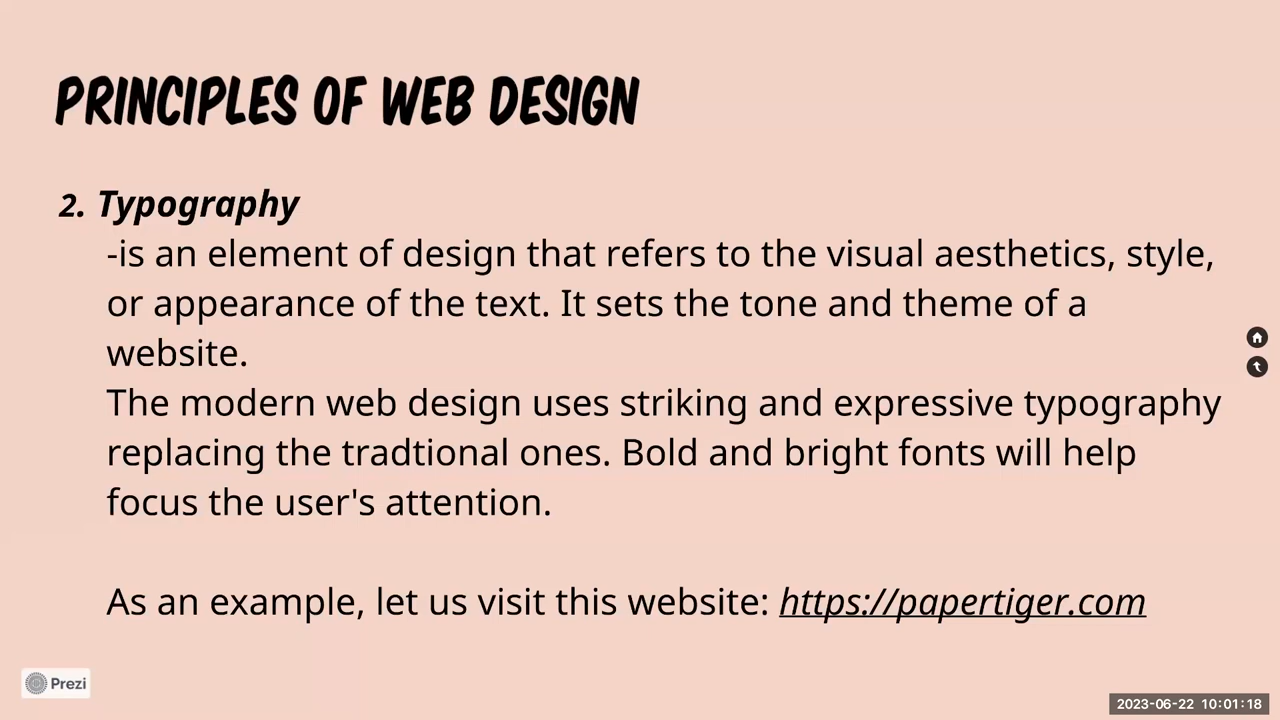 PRINCIPLES OF WEB DESIGN
2. Typography
-is an element of design that refers to the visual aesthetics, style,
or appearance of the text. It sets the tone and theme of a
website.
The modern web design uses striking and expressive typography
replacing the tradtional ones. Bold and bright fonts will help
focus the user's attention.
As an example, let us visit this website: https://papertiger.com
Prezi
2023-06-22 10:01:18